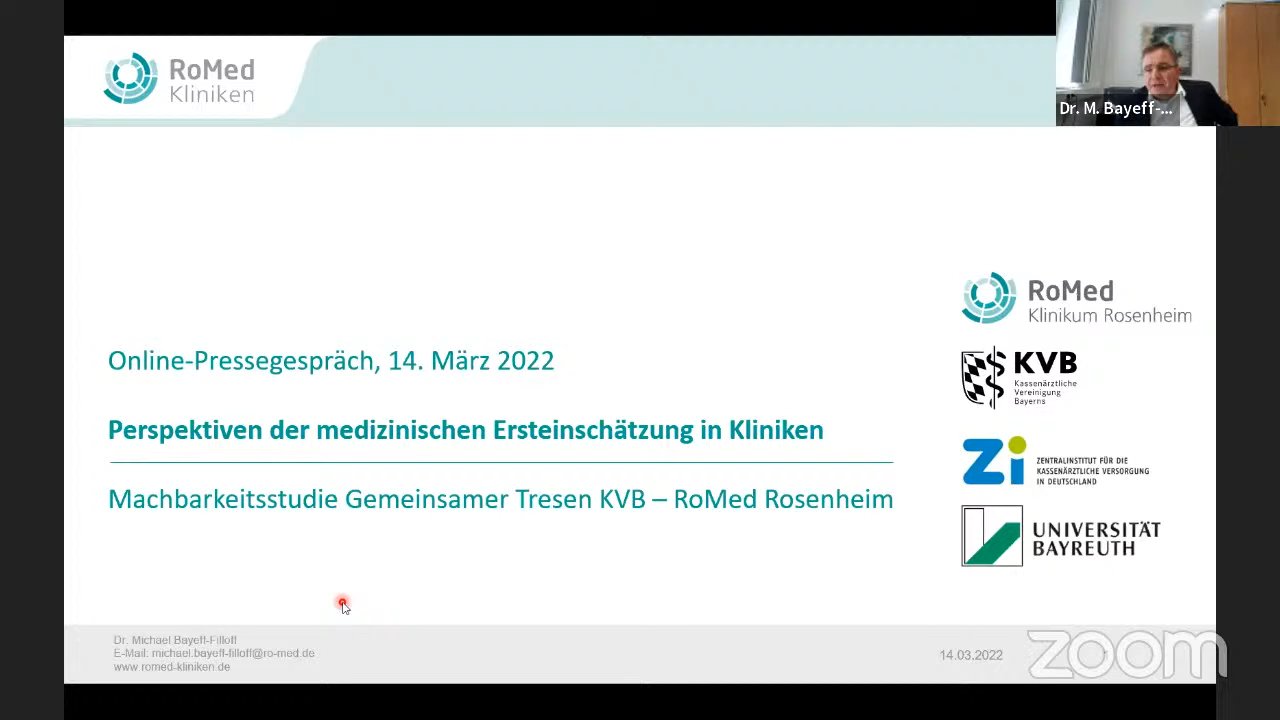 RoMed
Kliniken
Dr. M. Bayeff-...
RoMed
Klinikum Rosenheim
Online-Pressegespräch, 14. März 2022
KVB
Kassenärztliche
Vereinigung
Bayerns
Perspektiven der medizinischen Ersteinschätzung in Kliniken
Zi
ZENTRALINSTITUT FÜR DIE
KASSENÄRZTLICHE VERSORGUNG
IN DEUTSCHLAND
Machbarkeitsstudie Gemeinsamer Tresen KVB – RoMed Rosenheim
UNIVERSITÄT
BAYREUTH
Dr. Michael Bayeff-Filloff
E-Mail: michael.bayeff-filloff@ro-med.de
www.romed-kliniken.de
14.03.2022
1
zoom